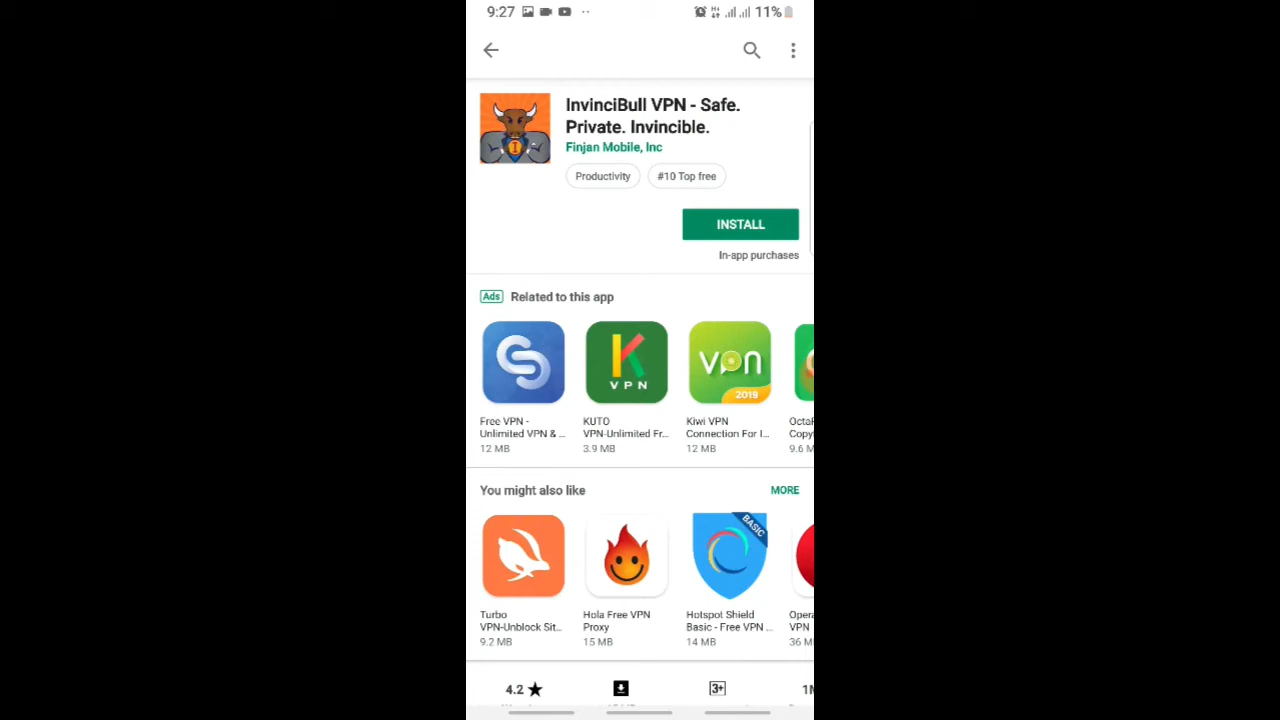 9:27
11%
InvinciBull VPN - Safe.
Private. Invincible.
Finjan Mobile, Inc
Productivity
#10 Top free
INSTALL
In-app purchases
Ads Related to this app
K
VPN
vpn
2019
Free VPN -
Unlimited VPN & ...
12 MB
KUTO
VPN-Unlimited Fr...
3.9 MB
Kiwi VPN
Connection For I...
12 MB
9.6 M
You might also like
MORE
BASIC
Turbo
VPN-Unblock Sit...
9.2 MB
Hola Free VPN
Proxy
15 MB
Hotspot Shield
Basic - Free VPN ...
14 MB
Opera
VPN
36 M
4.2 ★
3+